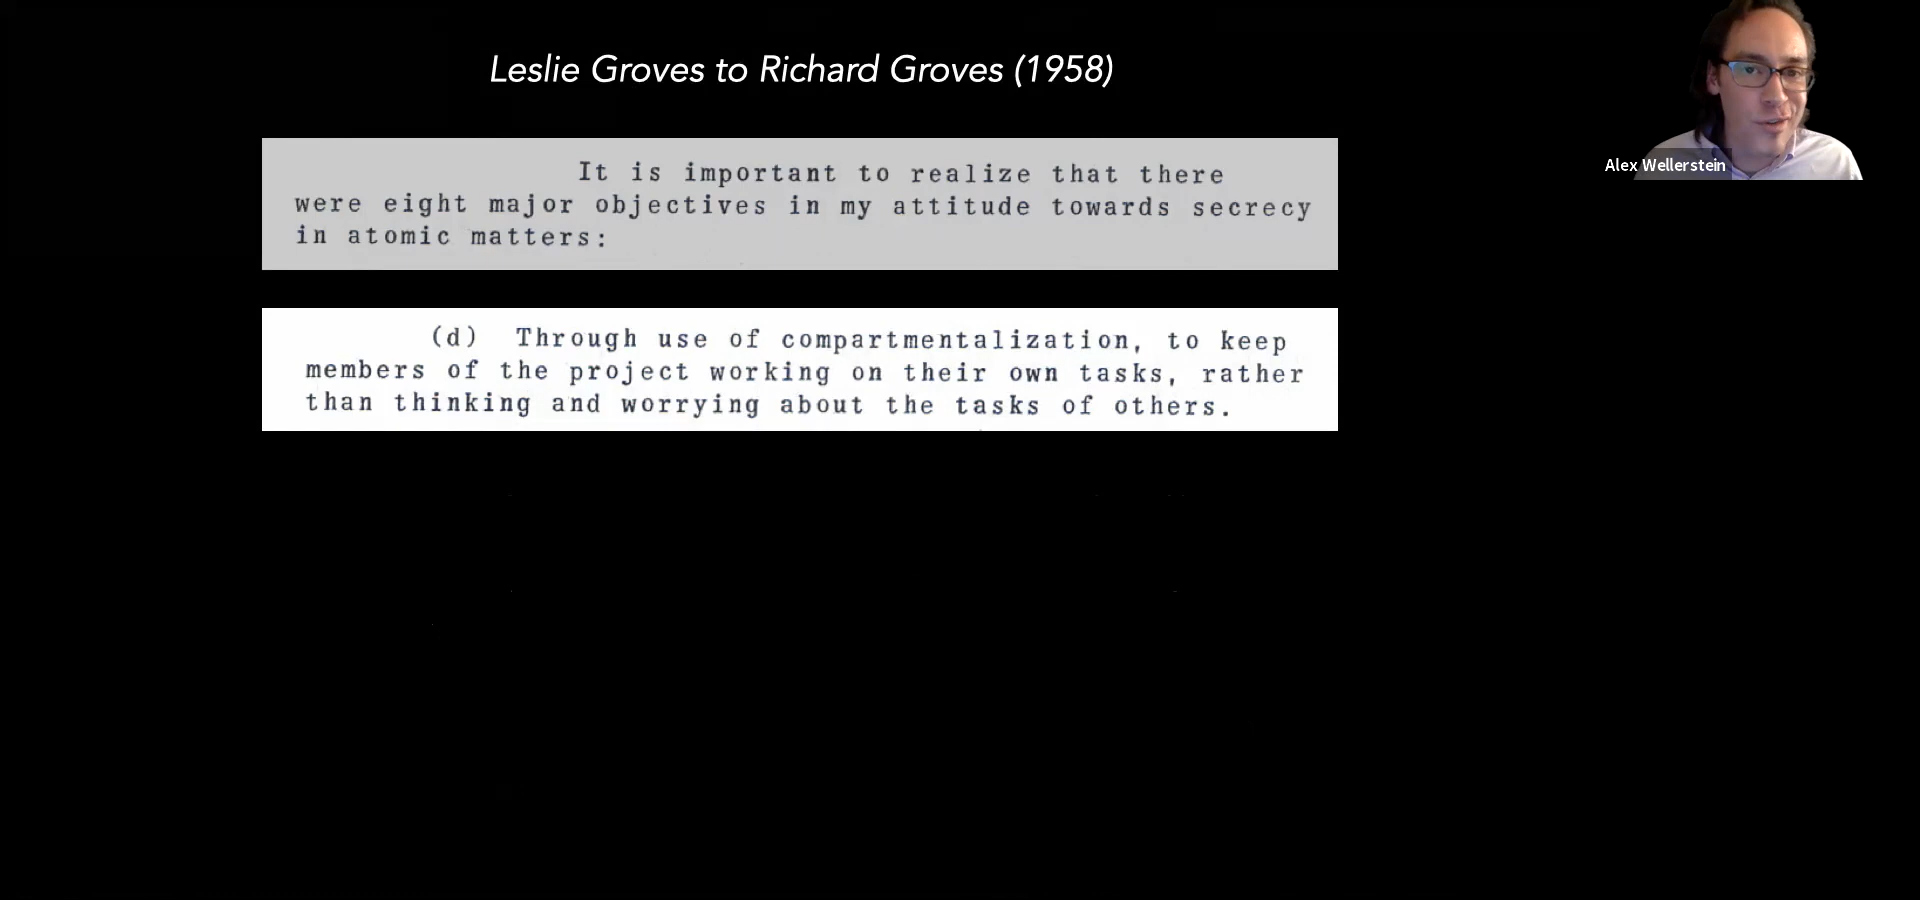 Leslie Groves to Richard Groves (1958)
It is important to realize that there
were eight major objectives in my attitude towards secrecy
in atomic matters:
(d) Through use of compartmentalization, to keep
members of the project working on their own tasks, rather
than thinking and worrying about the tasks of others.
Alex Wellerstein